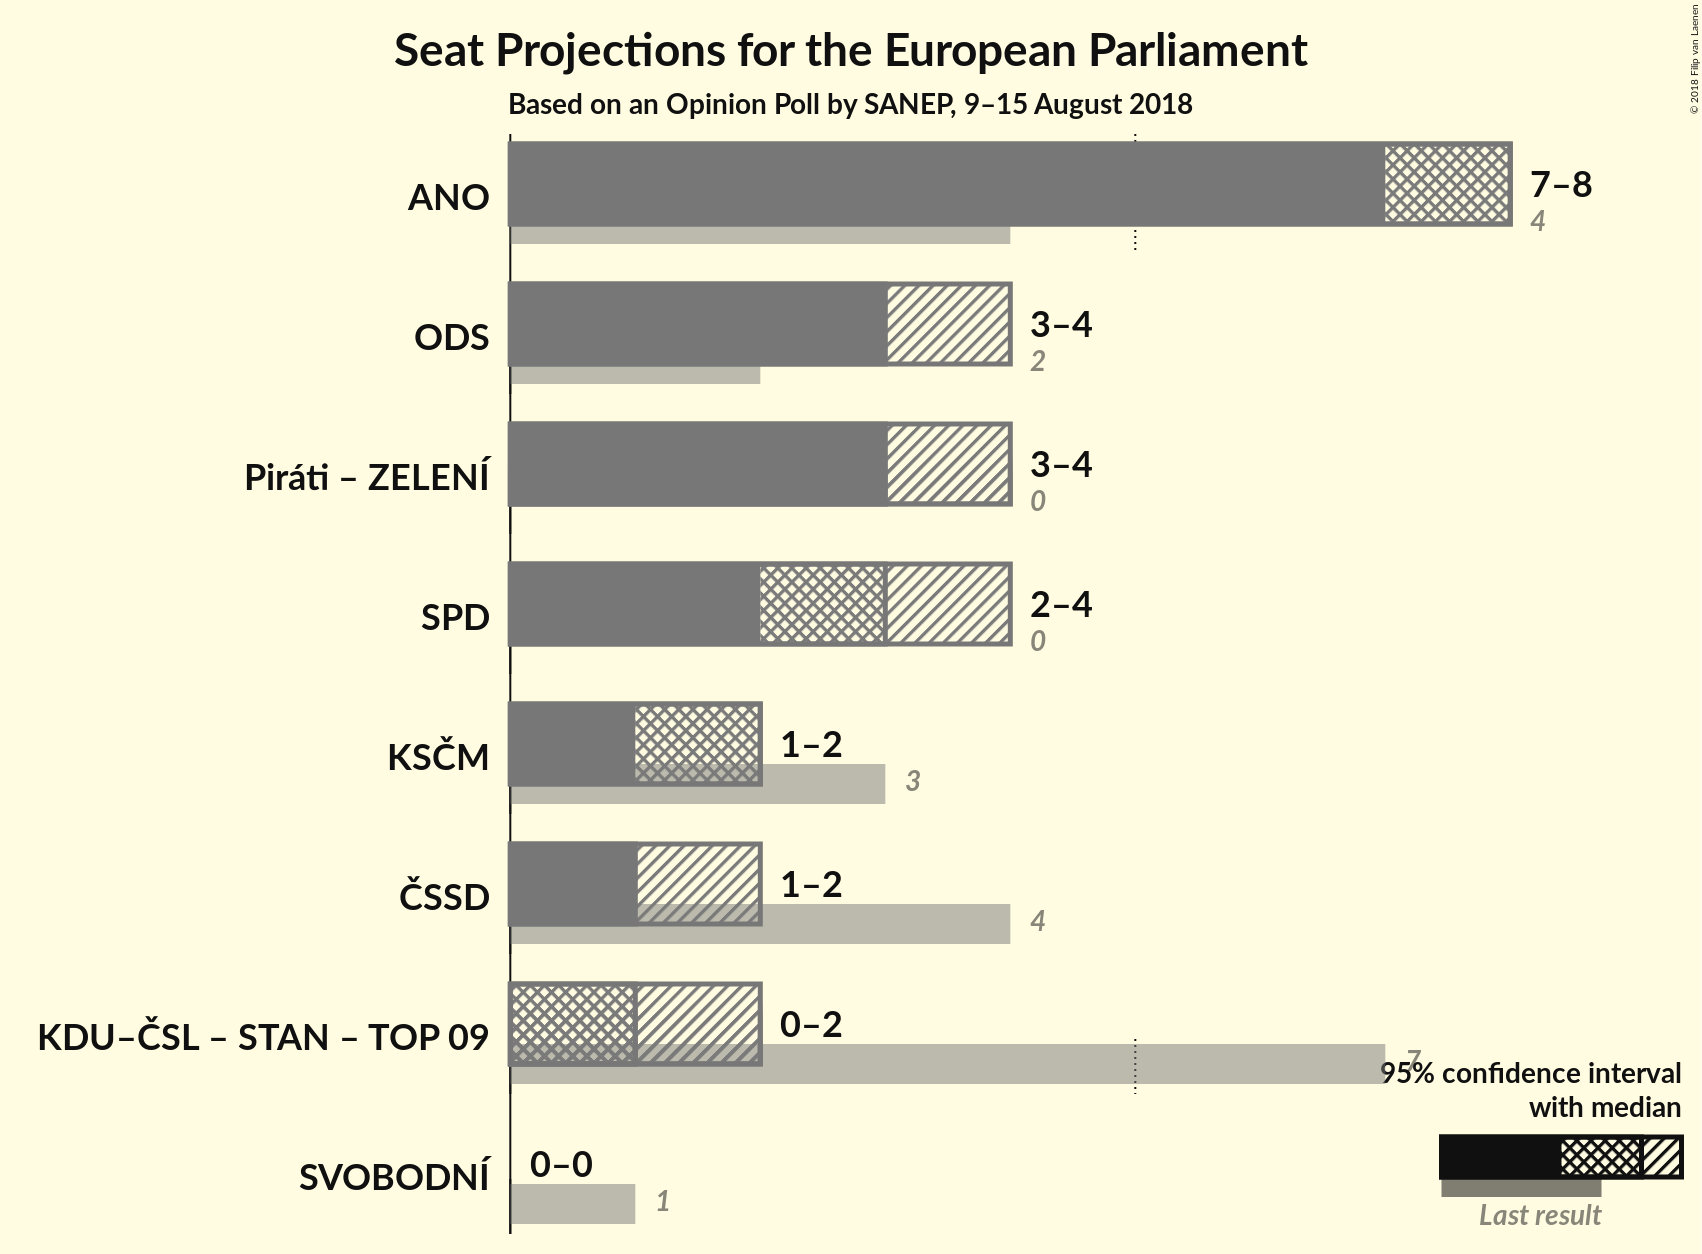 Seat Projections for the European Parliament
Based on an Opinion Poll by SANEP, 9–15 August 2018
© 2018 Filip van Laenen
ANO
7–8
4
ODS
3–4
2
Piráti – ZELENÍ
3–4
0
SPD
2–4
0
KSČM
1–2
3
ČSSD
1–2
4
KDU–ČSL – STAN – TOP 09
0–2
7
SVOBODNÍ
0–0
1
95% confidence interval
with median
Last result